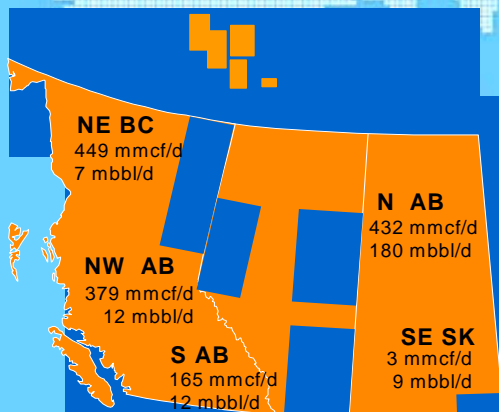 NE BC
449 mmcf/d
7 mbbl/d
N AB
432 mmcf/d
180 mbbl/d
NW AB
379 mmcf/d
12 mbbl/d
SE SK
3 mmcf/d
9 mbbl/d
S AB
165 mmcf/d
12 mbbl/d